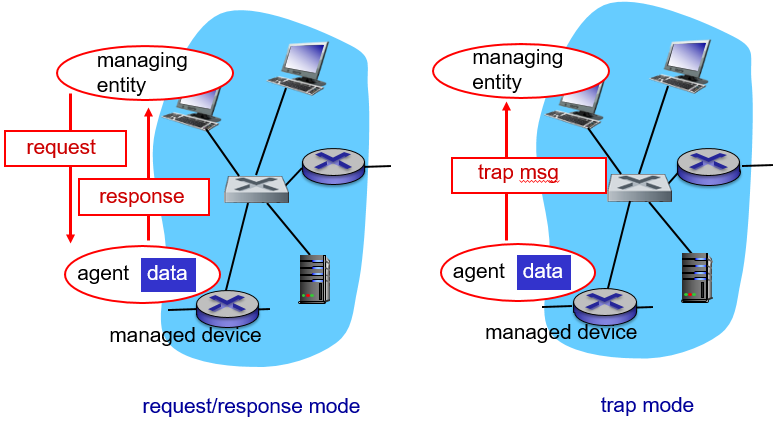 managing
entity
request
response
agent data
managed device
request/response mode
managing
entity
trap msg
agent data
managed device
trap mode